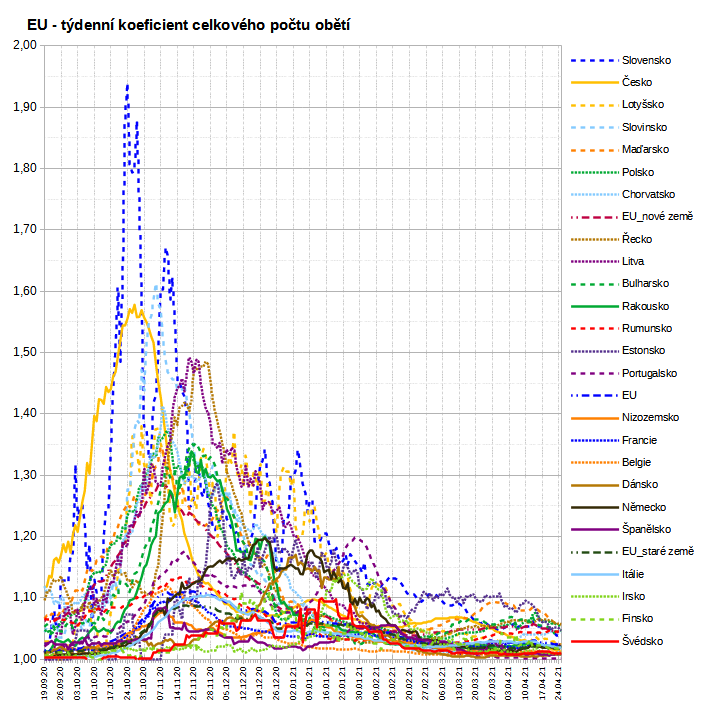 EU - týdenní koeficient celkového počtu obětí
2,00
1,90
1,80
1,70
1,60
1,50
1,40
1,30
1,20
1,10
1,00
19.09.20
26.09.20
03.10.20
10.10.20
17.10.20
24.10.20
31.10.20
07.11.20
14.11.20
21.11.20
28.11.20
05.12.20
12.12.20
19.12.20
26.12.20
02.01.21
09.01.21
16.01.21
23.01.21
30.01.21
06.02.21
13.02.21
20.02.21
27.02.21
06.03.21
13.03.21
20.03.21
27.03.21
03.04.21
10.04.21
17.04.21
24.04.21
Slovensko
Česko
Lotyšsko
Slovinsko
Maďarsko
Polsko
Chorvatsko
EU_nové země
Řecko
Litva
Bulharsko
Rakousko
Rumunsko
Estonsko
Portugalsko
EU
Nizozemsko
Francie
Belgie
Dánsko
Německo
Španělsko
EU_staré země
Itálie
Irsko
Finsko
Švédsko